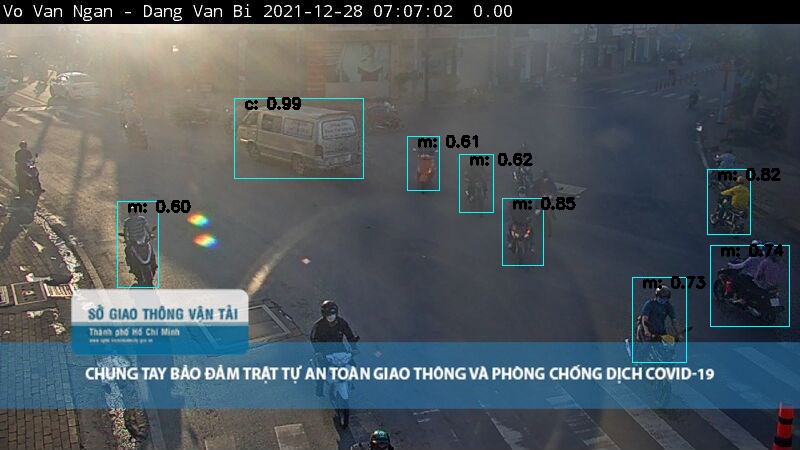 Vo Van Ngan - Dang Van Bi 2021-12-28 07:07:02 0.00
c: 0.99
m: 0.61
m: 0.62
m: 0.82
m: 0.60
m: 0.85
m: 0.74
m: 0.73
SỞ GIAO THÔNG VẬN TẢI
Thành phố Hồ Chí Minh
CHUNG TAY BẢO ĐẢM TRẬT TỰ AN TOÀN GIAO THÔNG VÀ PHÒNG CHỐNG DỊCH COVID-19